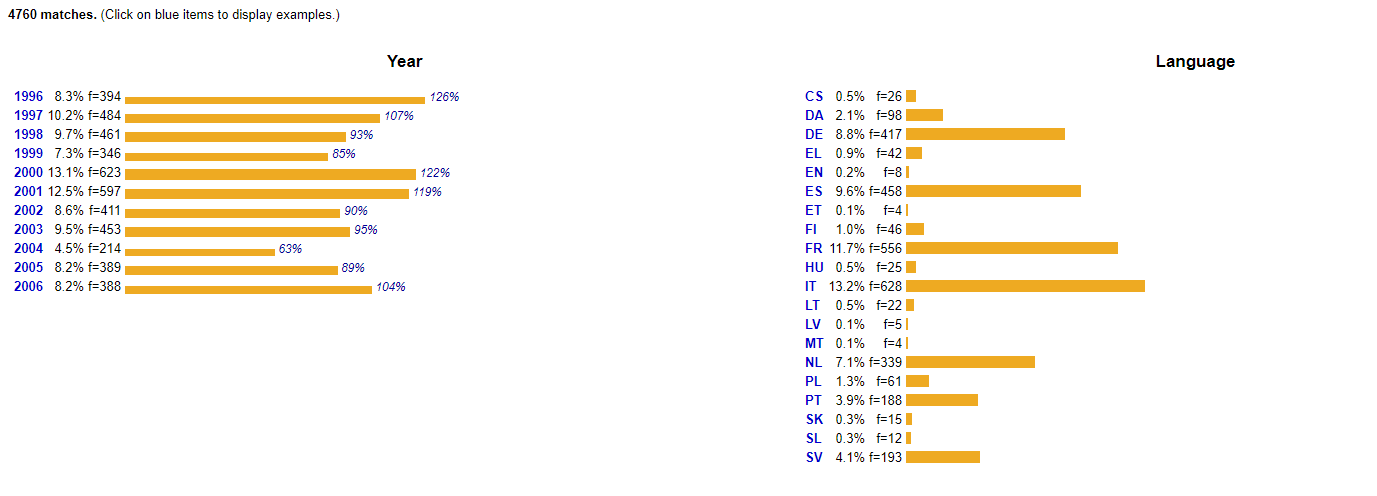 4760 matches. (Click on blue items to display examples.)
Year
1996 8.3% f=394 126%
1997 10.2% f=484 107%
1998 9.7% f=461 93%
1999 7.3% f=346 85%
2000 13.1% f=623 122%
2001 12.5% f=597 119%
2002 8.6% f=411 90%
2003 9.5% f=453 95%
2004 4.5% f=214 63%
2005 8.2% f=389 89%
2006 8.2% f=388 104%
Language
CS 0.5% f=26
DA 2.1% f=98
DE 8.8% f=417
EL 0.9% f=42
EN 0.2% f=8
ES 9.6% f=458
ET 0.1% f=4
FI 1.0% f=46
FR 11.7% f=556
HU 0.5% f=25
IT 13.2% f=628
LT 0.5% f=22
LV 0.1% f=5
MT 0.1% f=4
NL 7.1% f=339
PL 1.3% f=61
PT 3.9% f=188
SK 0.3% f=15
SL 0.3% f=12
SV 4.1% f=193